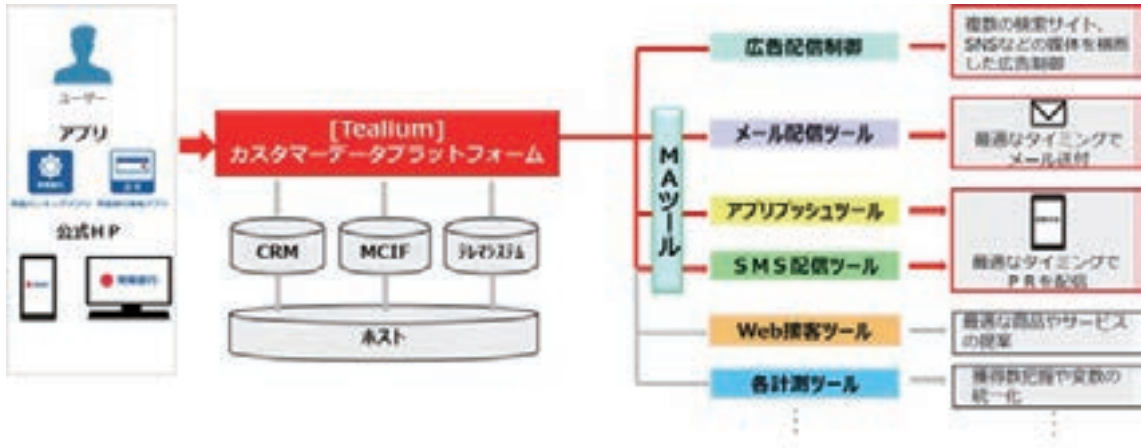 ユーザー
アプリ
公式HP
[Tealium]
カスタマーデータプラットフォーム
CRM
MCIF
テレマシステム
ホスト
MAツール
広告配信制御
メール配信ツール
アプリプッシュツール
SMS配信ツール
Web接客ツール
各計測ツール
複数の検索サイト、
SNSなどの媒体を横断
した広告制御
最適なタイミングで
メール送付
最適なタイミングで
PRを配信
最適な商品やサービス
の提案
獲得数把握や変数の
統一化